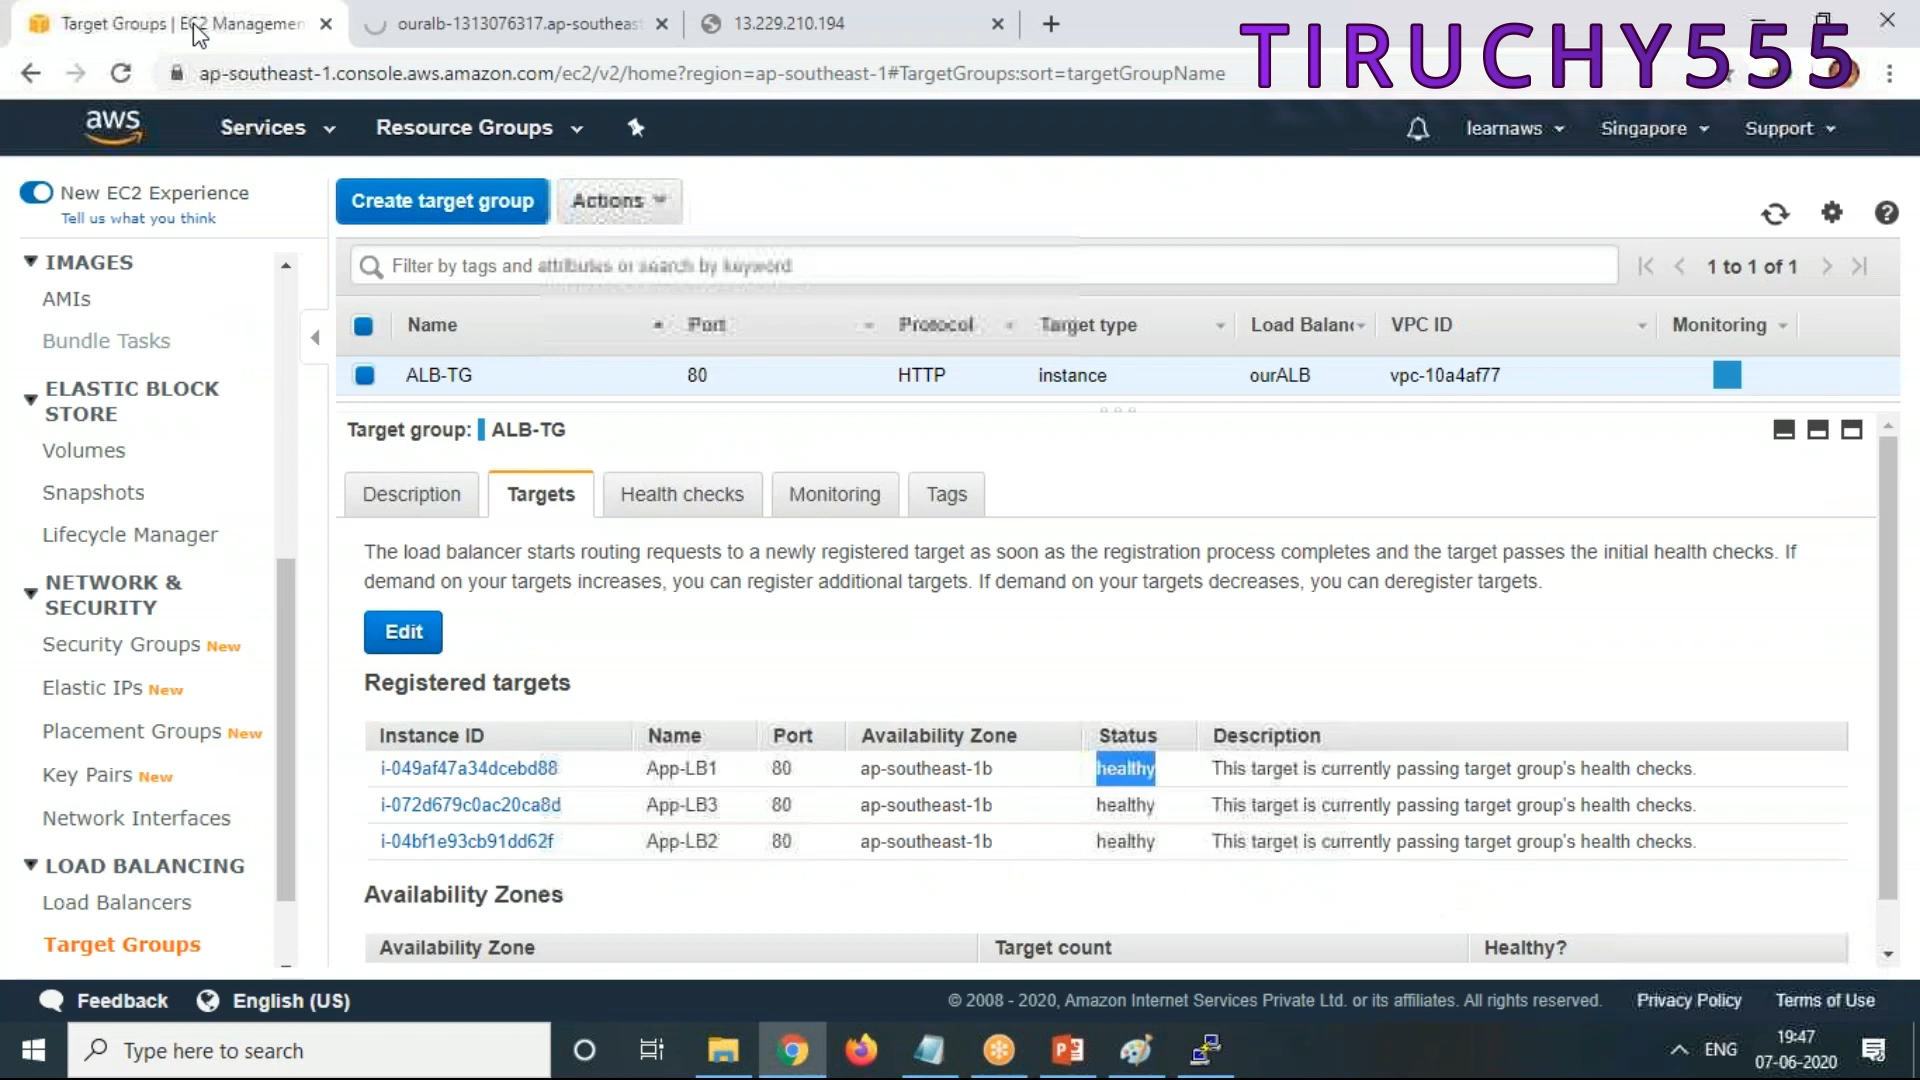 Target Groups | EC2 Managemen
ouralb-1313076317.ap-southeast
13.229.210.194
TIRUCHY555
ap-southeast-1.console.aws.amazon.com/ec2/v2/home?region=ap-southeast-1#TargetGroups:sort=targetGroupName
aws
Services
Resource Groups
learnaws
Singapore
Support
New EC2 Experience
Tell us what you think
Create target group
Actions
IMAGES
AMIs
Bundle Tasks
ELASTIC BLOCK
STORE
Volumes
Snapshots
Lifecycle Manager
NETWORK &
SECURITY
Security Groups New
Elastic IPs New
Placement Groups New
Key Pairs New
Network Interfaces
LOAD BALANCING
Load Balancers
Target Groups
Filter by tags and attributes or search by keyword
1 to 1 of 1
Name Port Protocol Target type Load Balanc VPC ID Monitoring
ALB-TG 80 HTTP instance ourALB vpc-10a4af77
Target group: ALB-TG
Description Targets Health checks Monitoring Tags
The load balancer starts routing requests to a newly registered target as soon as the registration process completes and the target passes the initial health checks. If
demand on your targets increases, you can register additional targets. If demand on your targets decreases, you can deregister targets.
Edit
Registered targets
Instance ID Name Port Availability Zone Status Description
i-049af47a34dcebd88 App-LB1 80 ap-southeast-1b healthy This target is currently passing target group's health checks.
i-072d679c0ac20ca8d App-LB3 80 ap-southeast-1b healthy This target is currently passing target group's health checks.
i-04bf1e93cb91dd62f App-LB2 80 ap-southeast-1b healthy This target is currently passing target group's health checks.
Availability Zones
Availability Zone Target count Healthy?
Feedback
English (US)
© 2008 - 2020, Amazon Internet Services Private Ltd. or its affiliates. All rights reserved.
Privacy Policy
Terms of Use
Type here to search
ENG
19:47
07-06-2020